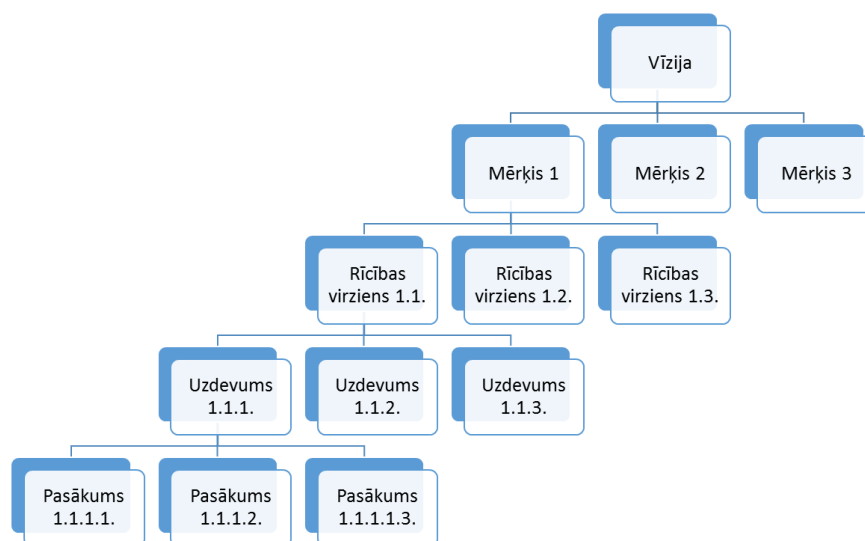 Vīzija
Mērķis 1
Mērķis 2
Mērķis 3
Rīcības
virziens 1.1.
Rīcības
virziens 1.2.
Rīcības
virziens 1.3.
Uzdevums
1.1.1.
Uzdevums
1.1.2.
Uzdevums
1.1.3.
Pasākums
1.1.1.1.
Pasākums
1.1.1.2.
Pasākums
1.1.1.1.3.